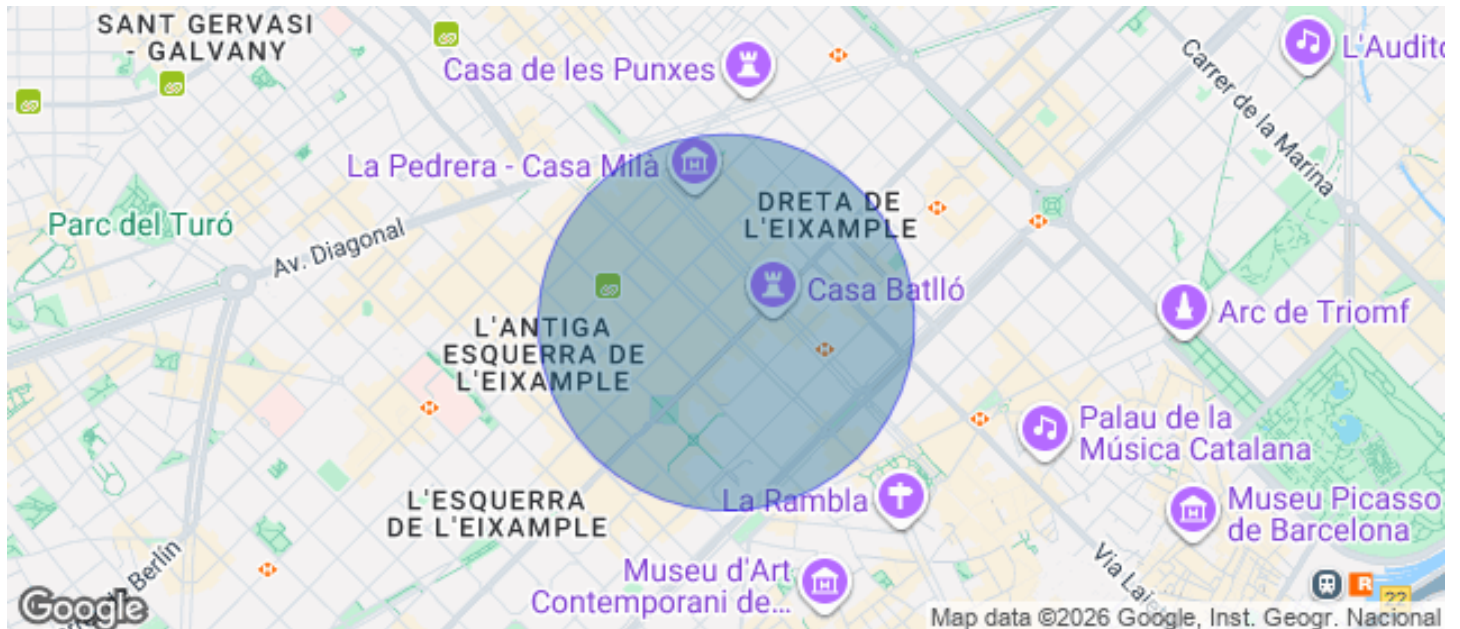 SANT GERVASI
- GALVANY
Casa de les Punxes
L'Audito
Carrer de la Marina
La Pedrera - Casa Milà
DRETA DE
L'EIXAMPLE
Parc del Turó
Av. Diagonal
Casa Batlló
Arc de Triomf
L'ANTIGA
ESQUERRA DE
L'EIXAMPLE
Palau de la
Música Catalana
L'ESQUERRA
DE L'EIXAMPLE
La Rambla
Museu Picasso
de Barcelona
Berlín
Museu d'Art
Contemporani de...
Via Laie
R
22
Google
Map data ©2026 Google, Inst. Geogr. Nacional